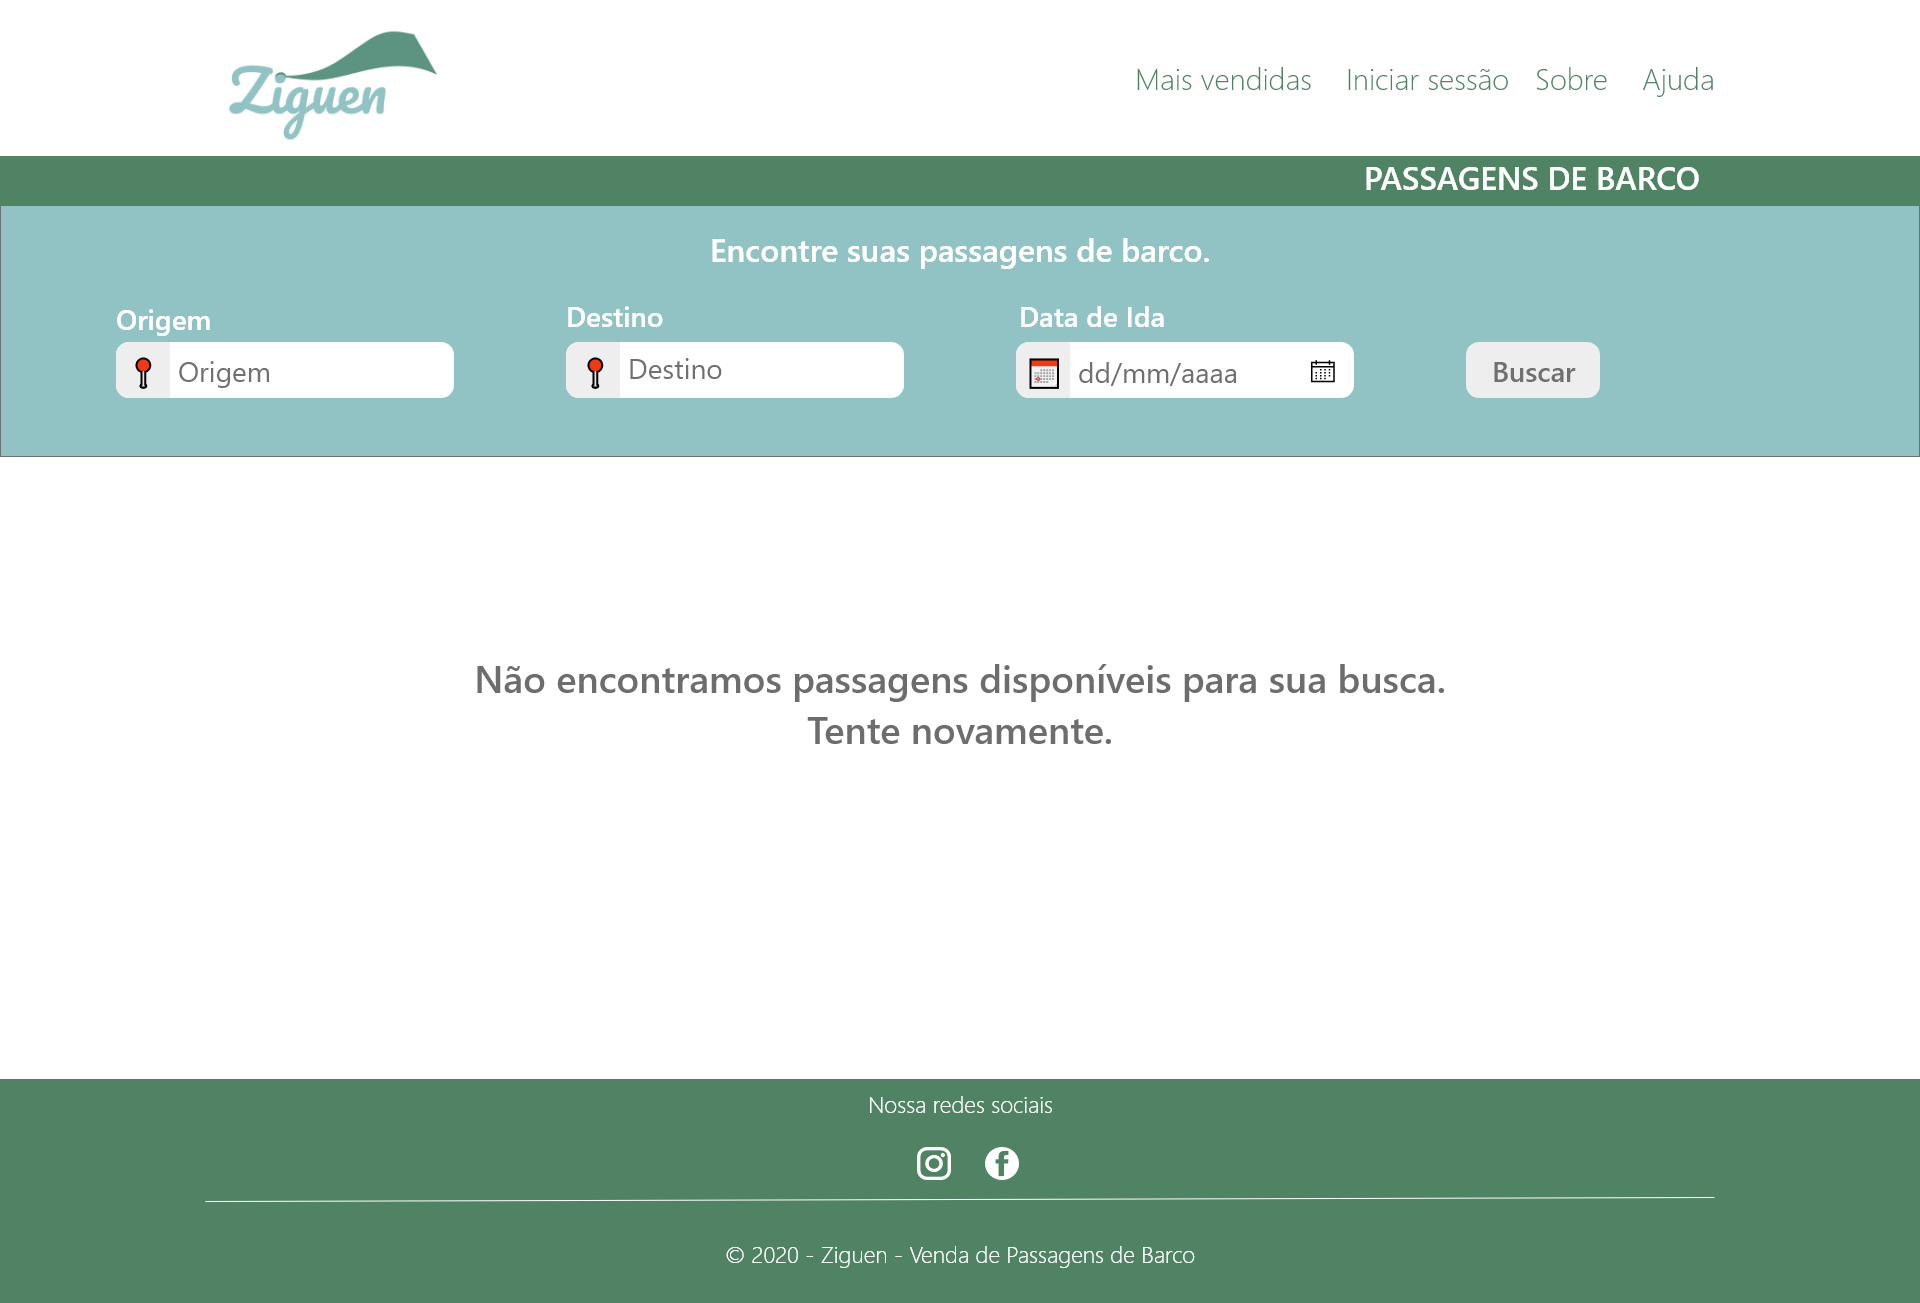 Ziguen
Mais vendidas Iniciar sessão Sobre Ajuda
PASSAGENS DE BARCO
Encontre suas passagens de barco.
Origem Destino Data de Ida
Origem Destino dd/mm/aaaa Buscar
Não encontramos passagens disponíveis para sua busca.
Tente novamente.
Nossa redes sociais
© 2020 - Ziguen - Venda de Passagens de Barco